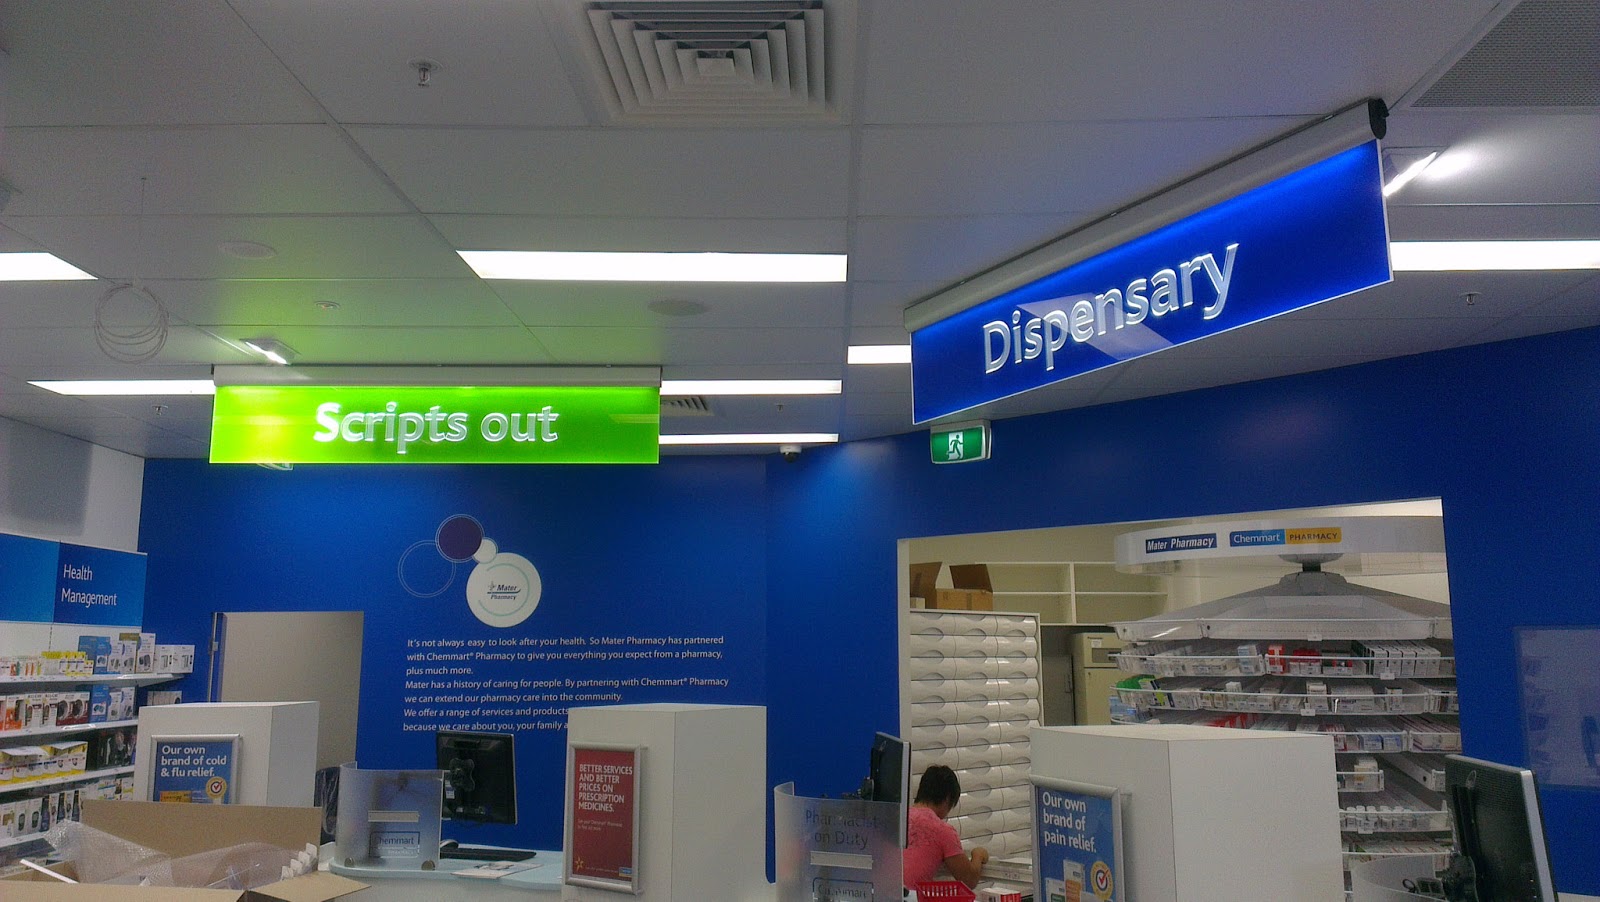 Scripts out
Dispensary
Mater Pharmacy
Chemmart PHARMACY
Health
Management
Mater
Pharmacy
It's not always easy to look after your health. So Mater Pharmacy has partnered
with Chemmart® Pharmacy to give you everything you expect from a pharmacy,
plus much more.
Mater has a history of caring for people. By partnering with Chemmart® Pharmacy
we can extend our pharmacy care into the community.
We offer a range of services and products
because we care about you, your family a
Our own
brand of cold
& flu relief.
BETTER SERVICES
AND BETTER
PRICES ON
PRESCRIPTION
MEDICINES.
Chemmart
Pharmacist
on Duty
Chemmart
Our own
brand of
pain relief.